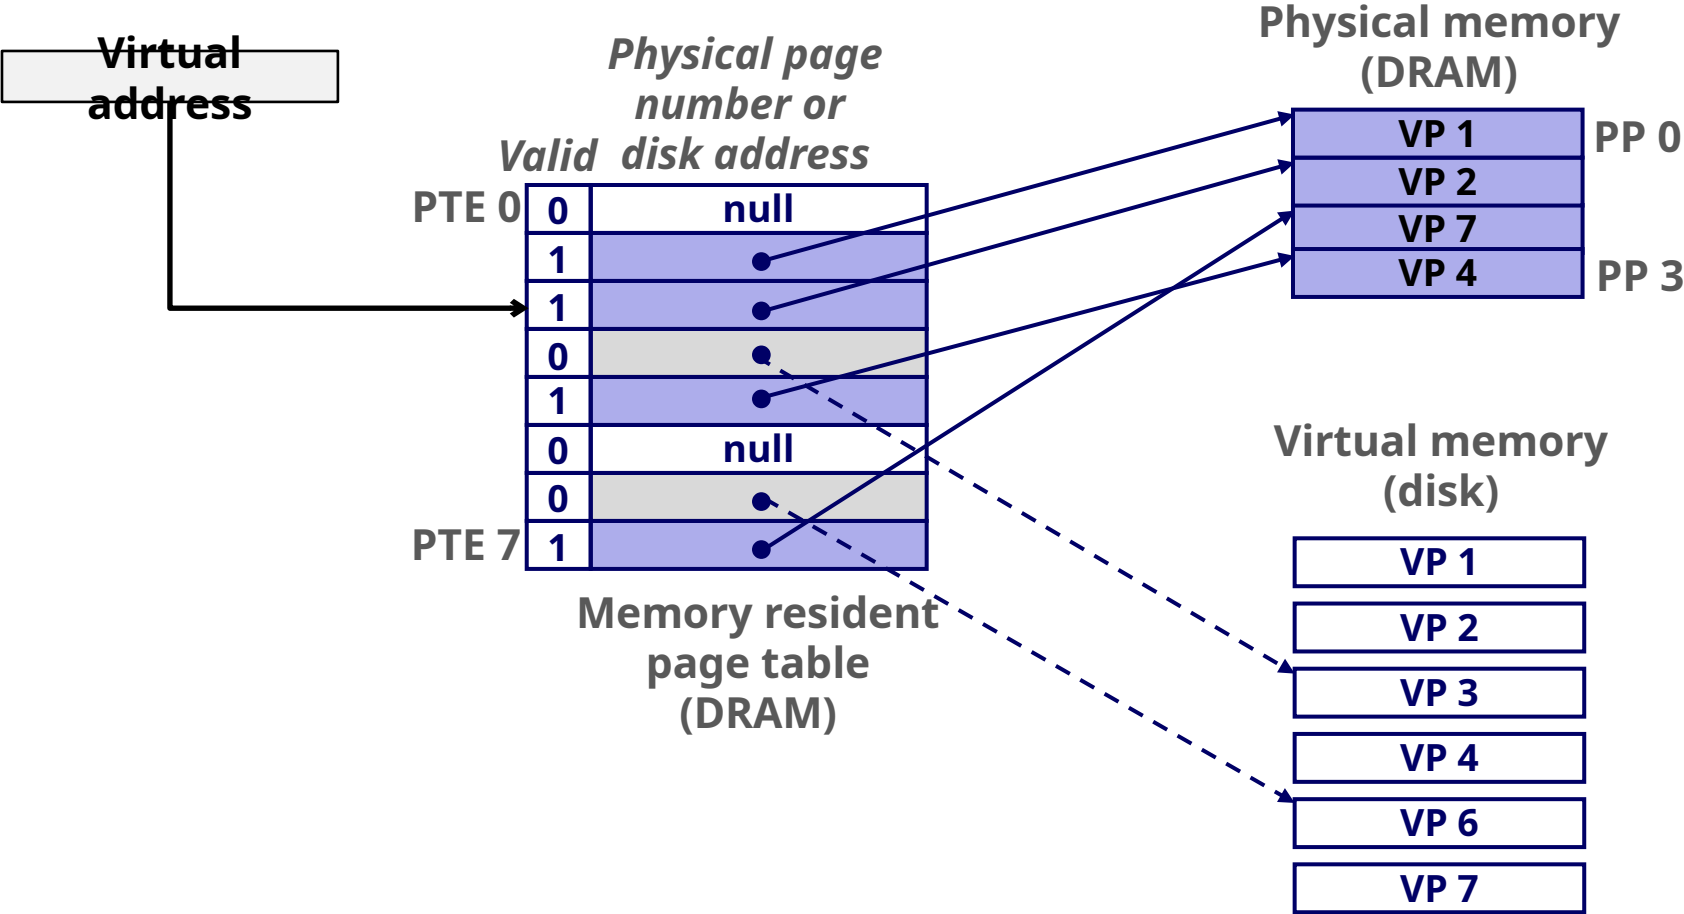 Virtual
address
Physical page
number or
disk address
Valid
PTE 0
0
null
1
1
0
1
0
null
0
PTE 7
1
Memory resident
page table
(DRAM)
Physical memory
(DRAM)
VP 1
PP 0
VP 2
VP 7
VP 4
PP 3
Virtual memory
(disk)
VP 1
VP 2
VP 3
VP 4
VP 6
VP 7